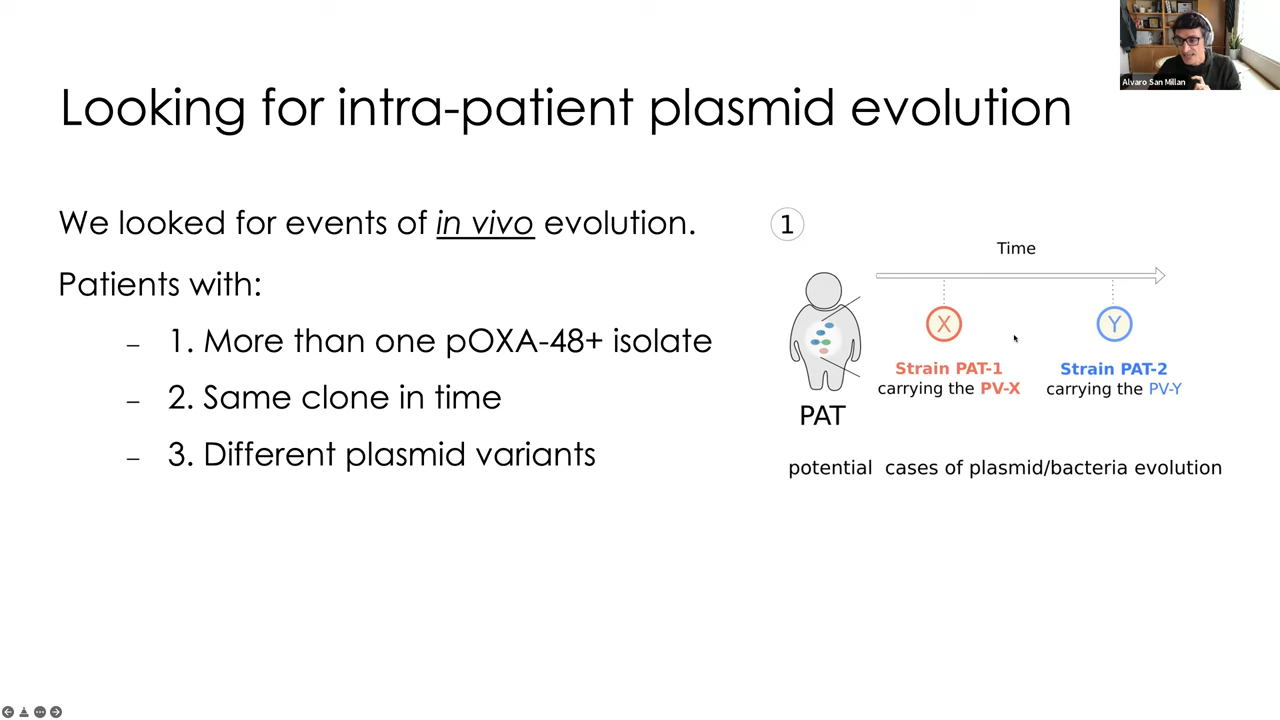 Alvaro San Millan
Looking for intra-patient plasmid evolution
We looked for events of in vivo evolution.
Patients with:
– 1. More than one pOXA-48+ isolate
– 2. Same clone in time
– 3. Different plasmid variants
1
Time
X
Y
Strain PAT-1
carrying the PV-X
Strain PAT-2
carrying the PV-Y
PAT
potential cases of plasmid/bacteria evolution